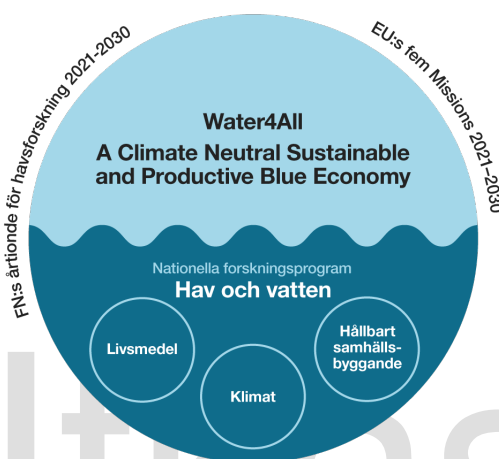 FN:s årtionde för havsforskning 2021-2030
EU:s fem Missions 2021–2030
Water4All
A Climate Neutral Sustainable
and Productive Blue Economy
Nationella forskningsprogram
Hav och vatten
Livsmedel
Klimat
Hållbart
samhälls-
byggande